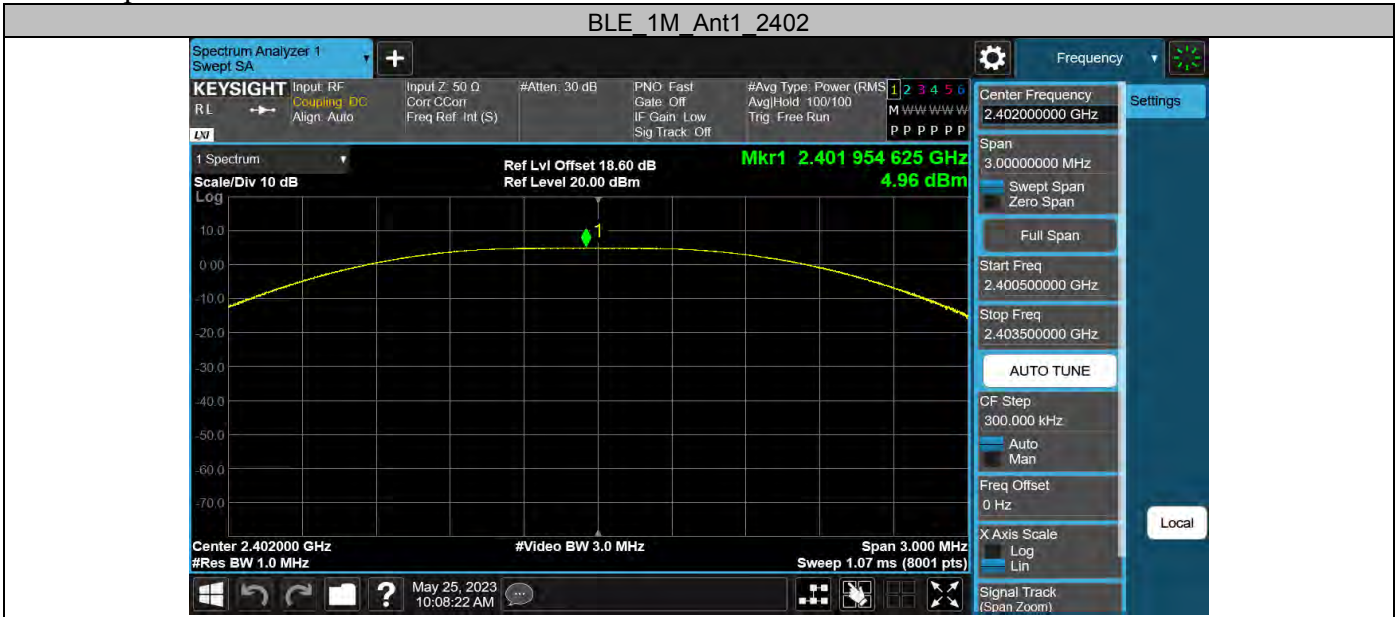 BLE_1M_Ant1_2402
Spectrum Analyzer 1
Swept SA
Frequency
KEYSIGHT
RL
LXI
Input: RF
Coupling: DC
Align: Auto
Input Z: 50 Ω
Corr CCorr
Freq Ref: Int (S)
#Atten: 30 dB
PNO: Fast
Gate: Off
IF Gain: Low
Sig Track: Off
#Avg Type: Power (RMS
Avg|Hold: 100/100
Trig: Free Run
1 2 3 4 5 6
M W W W W W
P P P P P P
1 Spectrum
Scale/Div 10 dB
Log
Ref Lvl Offset 18.60 dB
Ref Level 20.00 dBm
Mkr1 2.401 954 625 GHz
4.96 dBm
1
10.0
0.00
-10.0
-20.0
-30.0
-40.0
-50.0
-60.0
-70.0
Center 2.402000 GHz
#Res BW 1.0 MHz
#Video BW 3.0 MHz
Span 3.000 MHz
Sweep 1.07 ms (8001 pts)
?
May 25, 2023
10:08:22 AM
Center Frequency
2.402000000 GHz
Span
3.00000000 MHz
Swept Span
Zero Span
Full Span
Start Freq
2.400500000 GHz
Stop Freq
2.403500000 GHz
AUTO TUNE
CF Step
300.000 kHz
Auto
Man
Freq Offset
0 Hz
X Axis Scale
Log
Lin
Signal Track
(Span Zoom)
Settings
Local